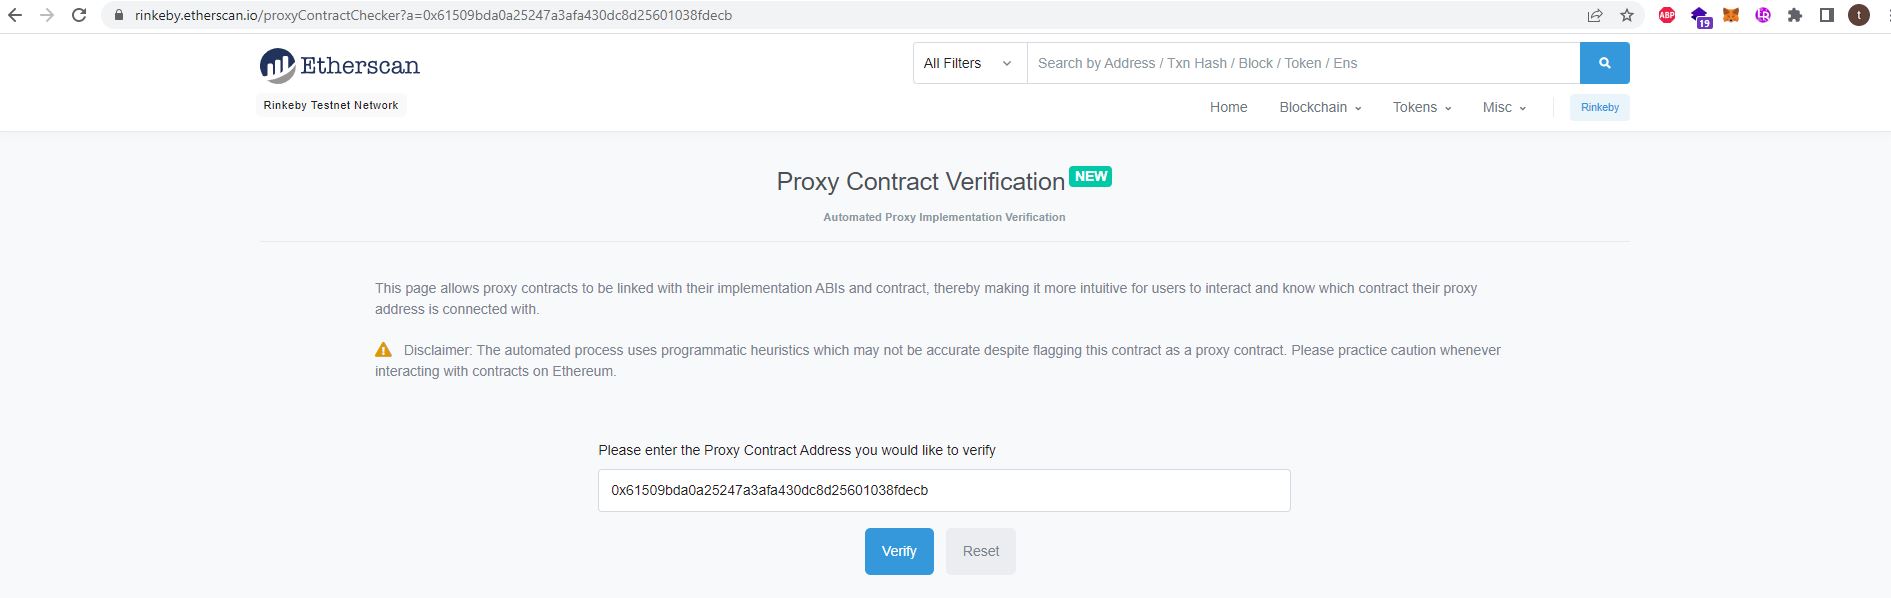 rinkeby.etherscan.io/proxyContractChecker?a=0x61509bda0a25247a3afa430dc8d25601038fdecb
ABP
19
LR
t
Etherscan
All Filters
Search by Address / Txn Hash / Block / Token / Ens
Rinkeby Testnet Network
Home Blockchain Tokens Misc Rinkeby
Proxy Contract Verification NEW
Automated Proxy Implementation Verification
This page allows proxy contracts to be linked with their implementation ABIs and contract, thereby making it more intuitive for users to interact and know which contract their proxy
address is connected with.
Disclaimer: The automated process uses programmatic heuristics which may not be accurate despite flagging this contract as a proxy contract. Please practice caution whenever
interacting with contracts on Ethereum.
Please enter the Proxy Contract Address you would like to verify
0x61509bda0a25247a3afa430dc8d25601038fdecb
Verify Reset